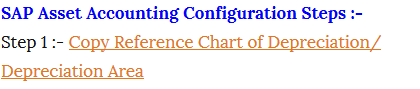 SAP Asset Accounting Configuration Steps :-
Step 1 :- Copy Reference Chart of Depreciation/
Depreciation Area